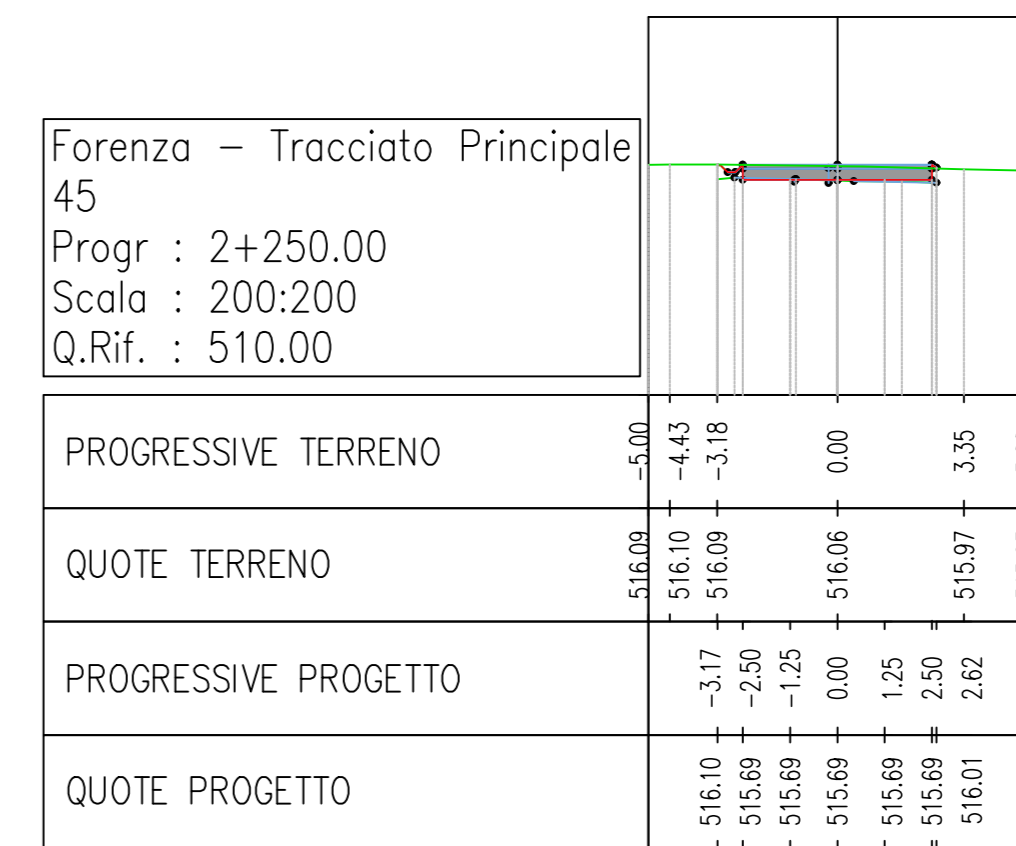 Forenza – Tracciato Principale
45
Progr : 2+250.00
Scala : 200:200
Q.Rif. : 510.00
PROGRESSIVE TERRENO -5.00 -4.43 -3.18 0.00 3.35
QUOTE TERRENO 516.09 516.10 516.09 516.06 515.97
PROGRESSIVE PROGETTO -3.17 -2.50 -1.25 0.00 1.25 2.50 2.62
QUOTE PROGETTO 516.10 515.69 515.69 515.69 515.69 515.69 516.01